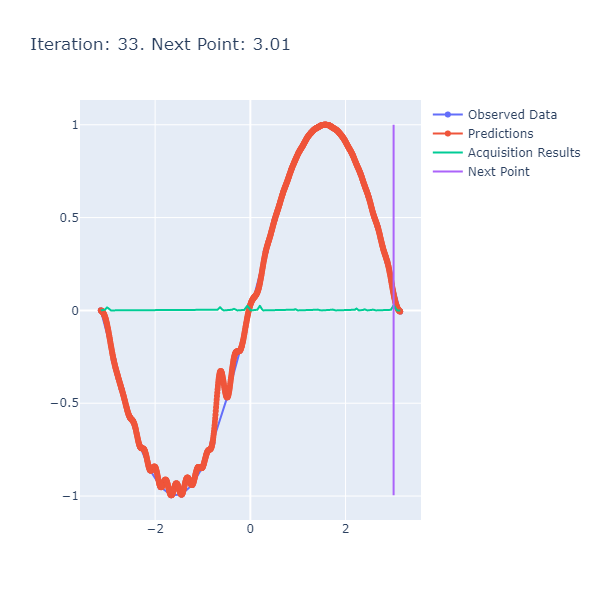 Iteration: 33. Next Point: 3.01
Observed Data
Predictions
Acquisition Results
Next Point
1
0.5
0
−0.5
−1
−2
0
2